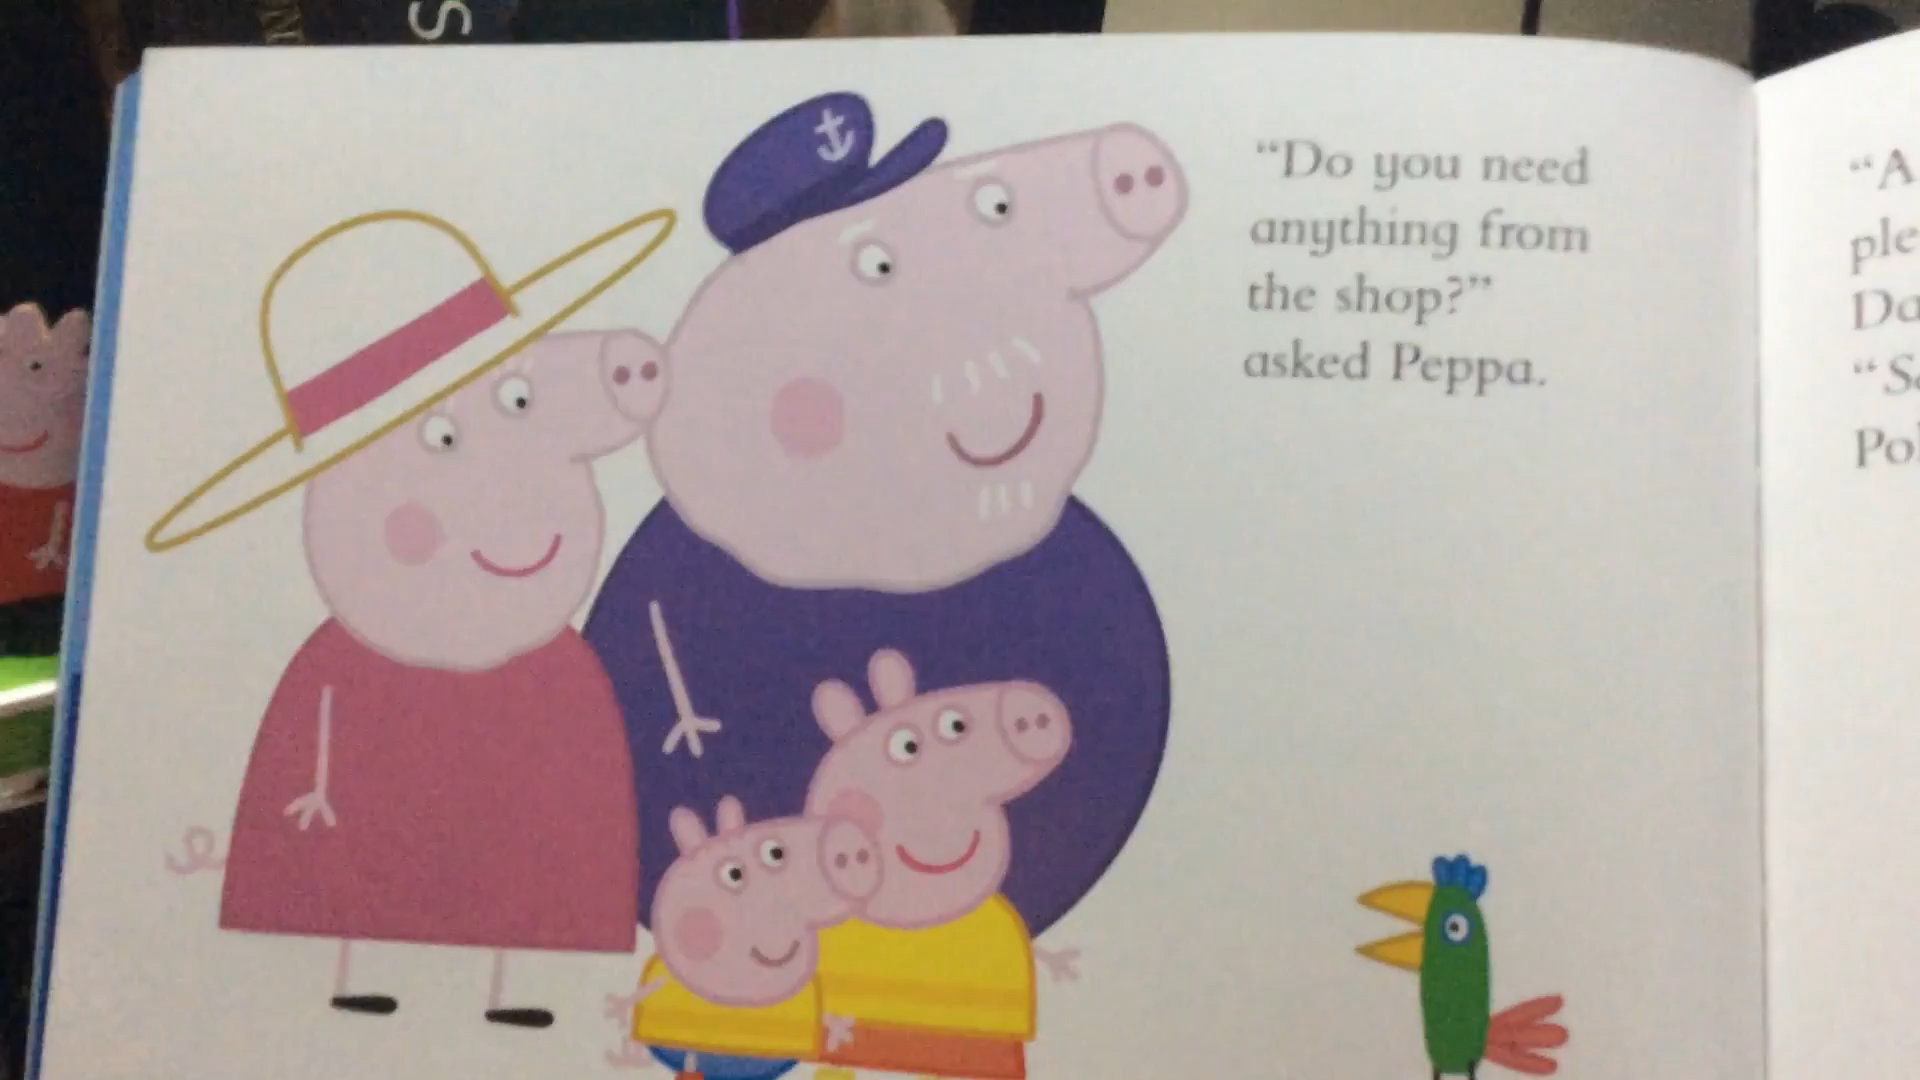 “Do you need
anything from
the shop?”
asked Peppa.
“A